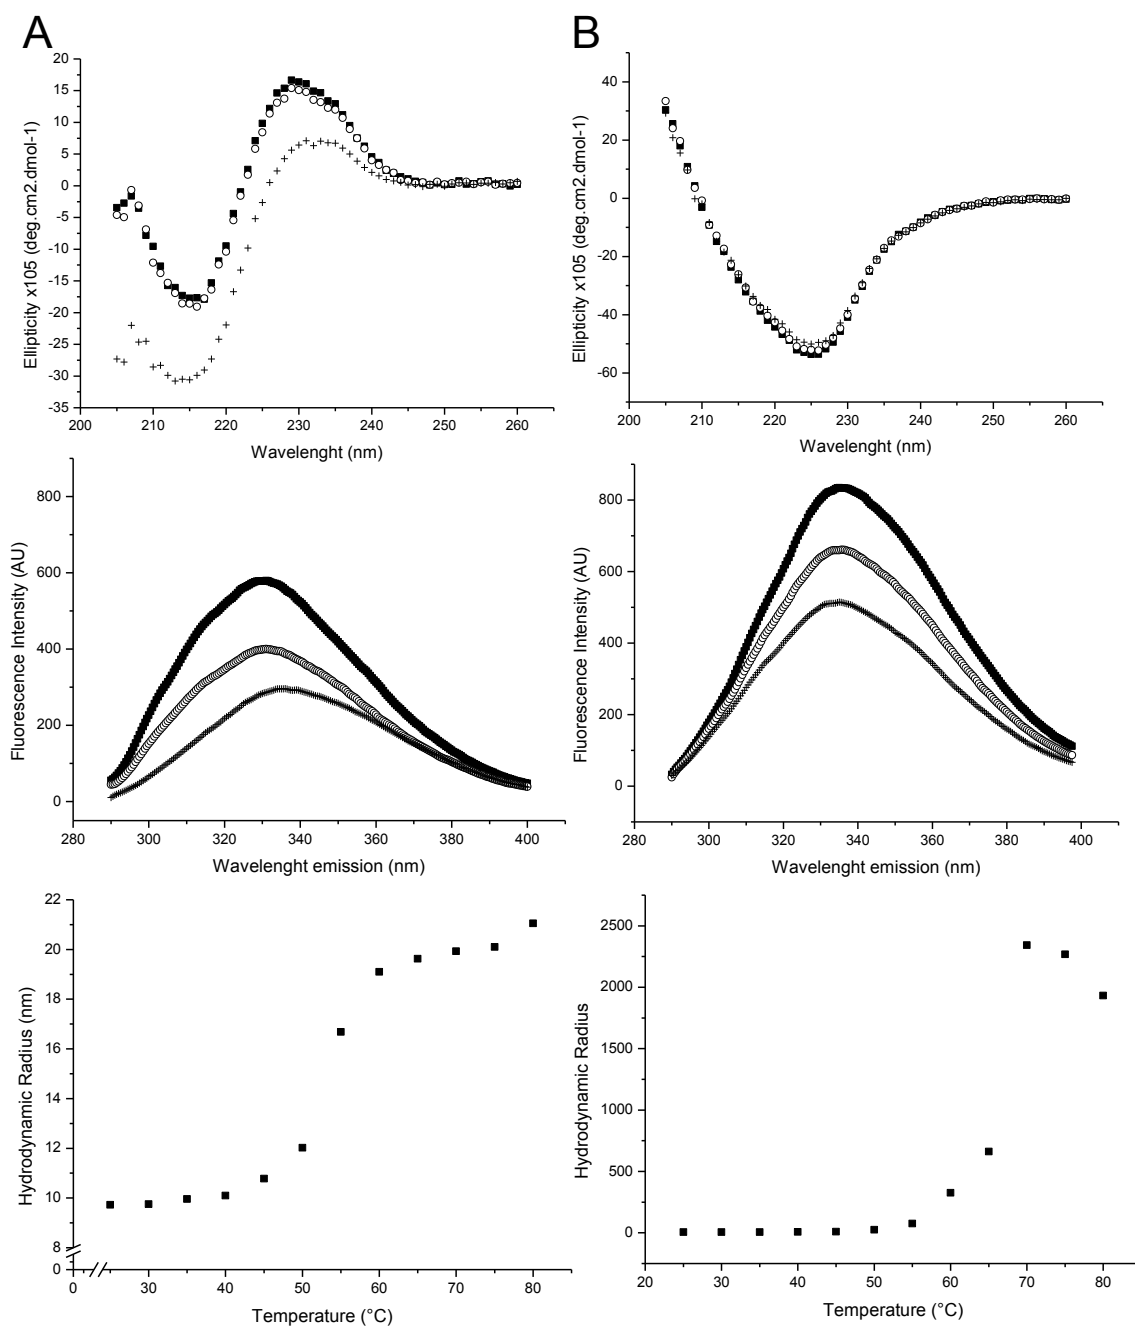 A
B
20
15
10
5
0
-5
-10
-15
-20
-25
-30
-35
Ellipticity x105 (deg.cm2.dmol-1)
200 210 220 230 240 250 260
Wavelenght (nm)
40
20
0
-20
-40
-60
Ellipticity x105 (deg.cm2.dmol-1)
200 210 220 230 240 250 260
Wavelenght (nm)
800
600
400
200
0
Fluorescence Intensity (AU)
280 300 320 340 360 380 400
Wavelenght emission (nm)
800
600
400
200
0
Fluorescence Intensity (AU)
280 300 320 340 360 380 400
Wavelenght emission (nm)
22
20
18
16
14
12
10
8
0
Hydrodynamic Radius (nm)
0 30 40 50 60 70 80
Temperature (°C)
2500
2000
1500
1000
500
0
Hydrodynamic Radius
20 30 40 50 60 70 80
Temperature (°C)